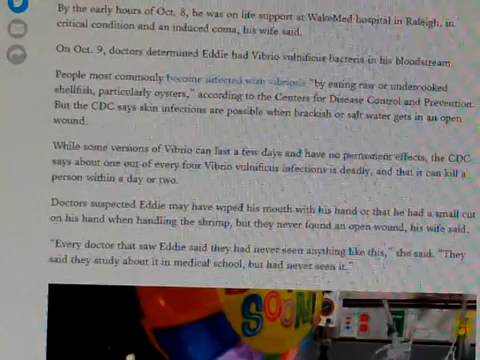 By the early hours of Oct. 8, he was on life support at WakeMed hospital in Raleigh, in
critical condition and an induced coma, his wife said.
On Oct. 9, doctors determined Eddie had Vibrio vulnificus bacteria in his bloodstream.
People most commonly become infected with vibriosis "by eating raw or undercooked
shellfish, particularly oysters," according to the Centers for Disease Control and Prevention.
But the CDC says skin infections are possible when brackish or salt water gets in an open
wound.
While some versions of Vibrio can last a few days and have no permanent effects, the CDC
says about one out of every four Vibrio vulnificus infections is deadly, and that it can kill a
person within a day or two.
Doctors suspected Eddie may have wiped his mouth with his hand or that he had a small cut
on his hand when handling the shrimp, but they never found an open wound, his wife said.
"Every doctor that saw Eddie said they had never seen anything like this," she said. "They
said they study about it in medical school, but had never seen it."
SOON!